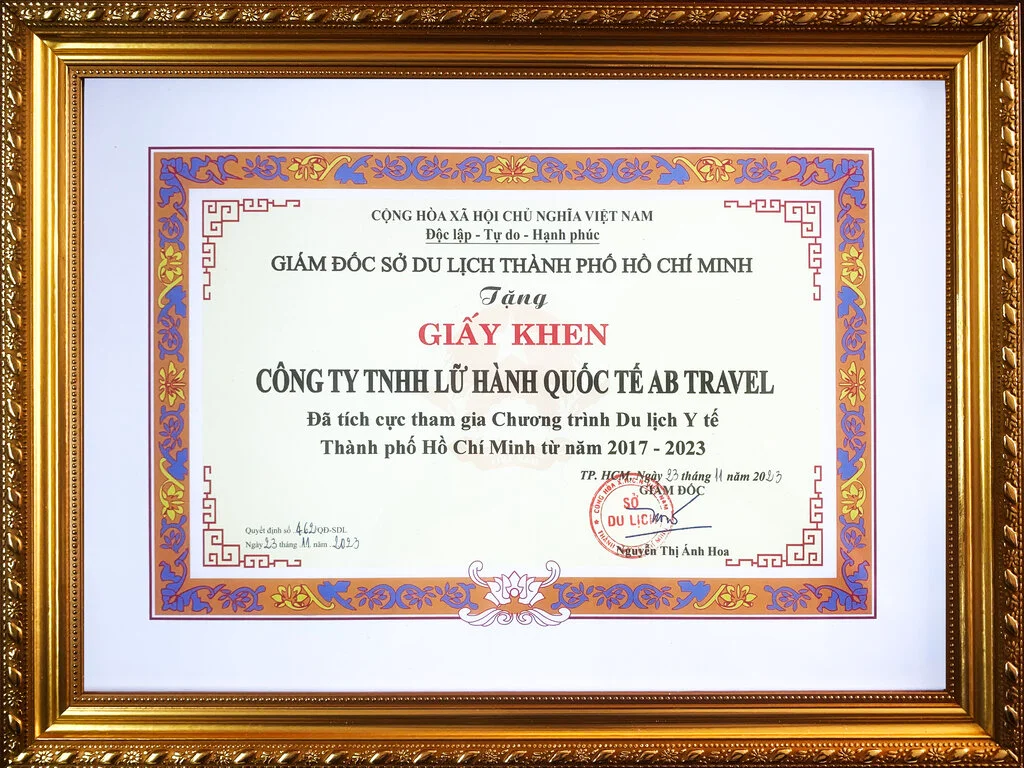 CỘNG HÒA XÃ HỘI CHỦ NGHĨA VIỆT NAM
Độc lập - Tự do - Hạnh phúc
GIÁM ĐỐC SỞ DU LỊCH THÀNH PHỐ HỒ CHÍ MINH
Tặng
GIẤY KHEN
CÔNG TY TNHH LỮ HÀNH QUỐC TẾ AB TRAVEL
Đã tích cực tham gia Chương trình Du lịch Y tế
Thành phố Hồ Chí Minh từ năm 2017 - 2023
TP. HCM, Ngày 23 tháng 11 năm 2023
GIÁM ĐỐC
SỞ
DU LỊCH
Nguyễn Thị Ánh Hoa
Quyết định số 462/QĐ-SDL
Ngày 23 tháng 11 năm 2023